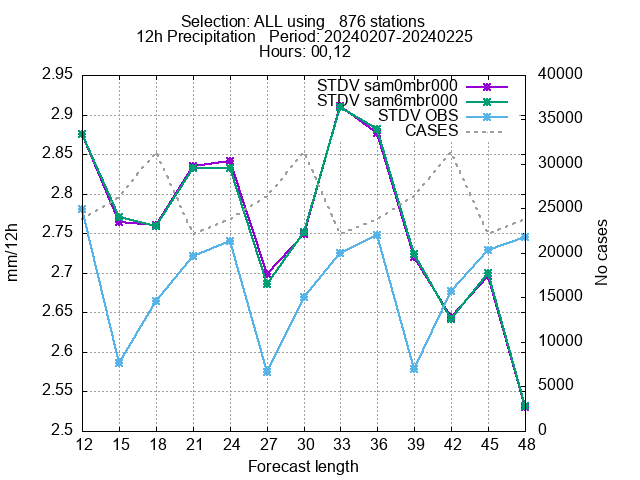 Selection: ALL using   876 stations
12h Precipitation   Period: 20240207-20240225
Hours: 00,12
STDV sam0mbr000
STDV sam6mbr000
STDV OBS
CASES
mm/12h
2.95
2.9
2.85
2.8
2.75
2.7
2.65
2.6
2.55
2.5
40000
35000
30000
25000
20000
15000
10000
5000
0
No cases
12 15 18 21 24 27 30 33 36 39 42 45 48
Forecast length